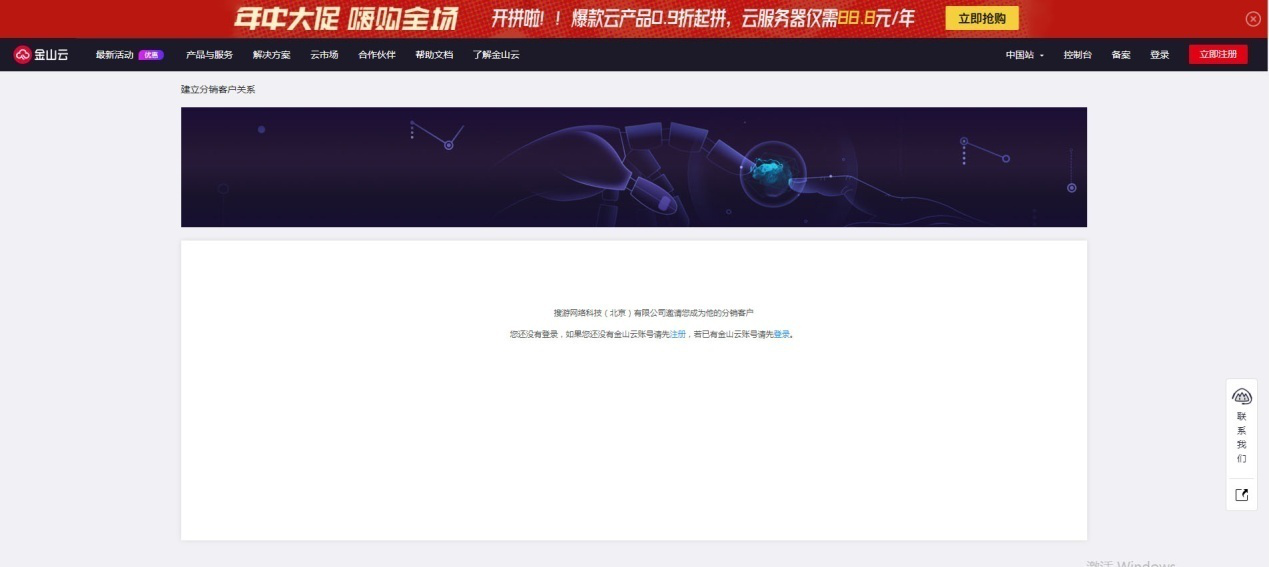 年中大促 嗨购全场 开拼啦！！爆款云产品0.9折起拼，云服务器仅需88.8元/年 立即抢购
金山云 最新活动 优惠 产品与服务 解决方案 云市场 合作伙伴 帮助文档 了解金山云 中国站 控制台 备案 登录 立即注册
建立分销客户关系
搜游网络科技（北京）有限公司邀请您成为他的分销客户
您还没有登录，如果您还没有金山云账号请先注册，若已有金山云账号请先登录。
联
系
我
们
激活 Windows